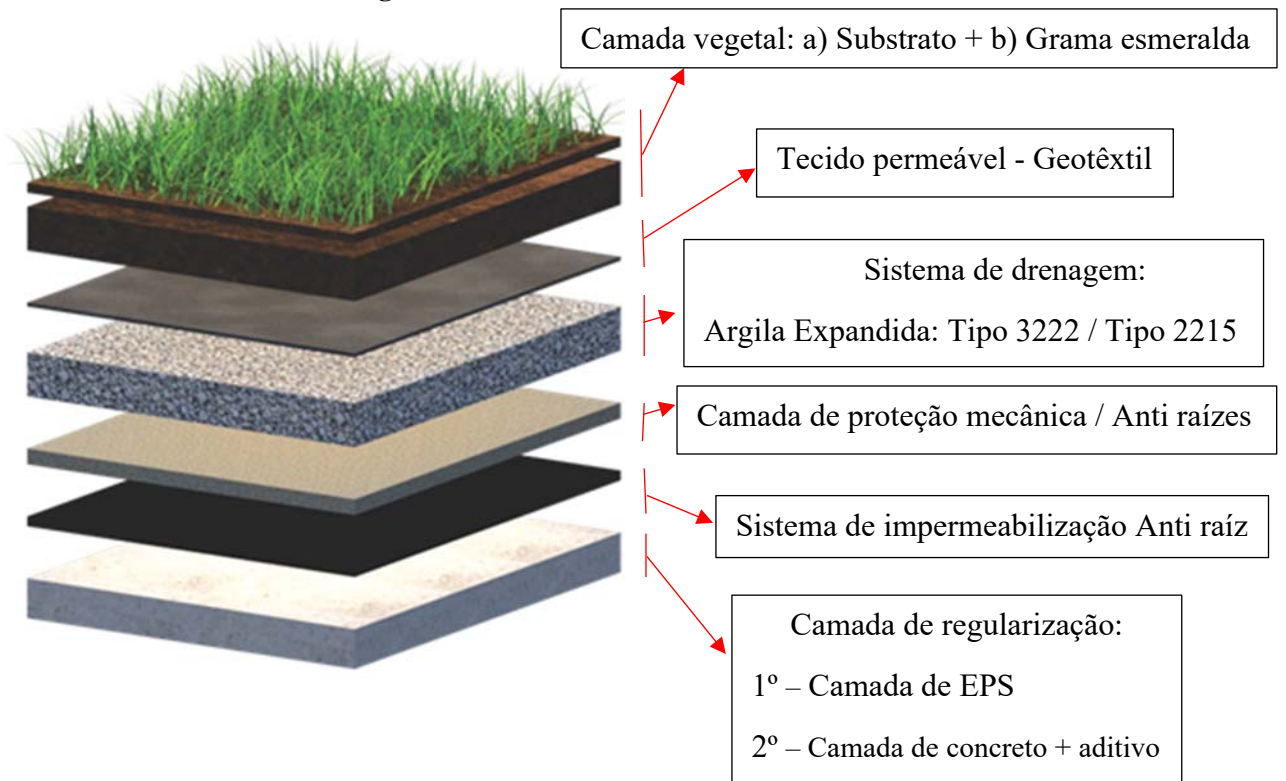 Camada vegetal: a) Substrato + b) Grama esmeralda
Tecido permeável - Geotêxtil
Sistema de drenagem:
Argila Expandida: Tipo 3222 / Tipo 2215
Camada de proteção mecânica / Anti raízes
Sistema de impermeabilização Anti raíz
Camada de regularização:
1º – Camada de EPS
2º – Camada de concreto + aditivo